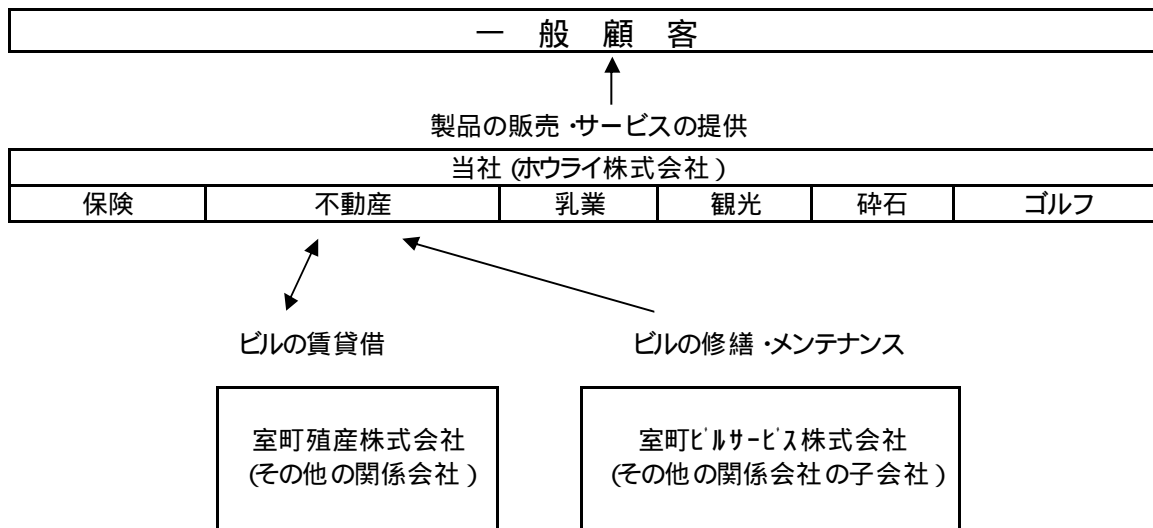 一 般 顧 客
製品の販売・サービスの提供
当社(ホウライ株式会社)
保険 不動産 乳業 観光 砕石 ゴルフ
ビルの賃貸借 ビルの修繕・メンテナンス
室町殖産株式会社 室町ﾋﾞﾙｻｰﾋﾞｽ株式会社
(その他の関係会社) (その他の関係会社の子会社)